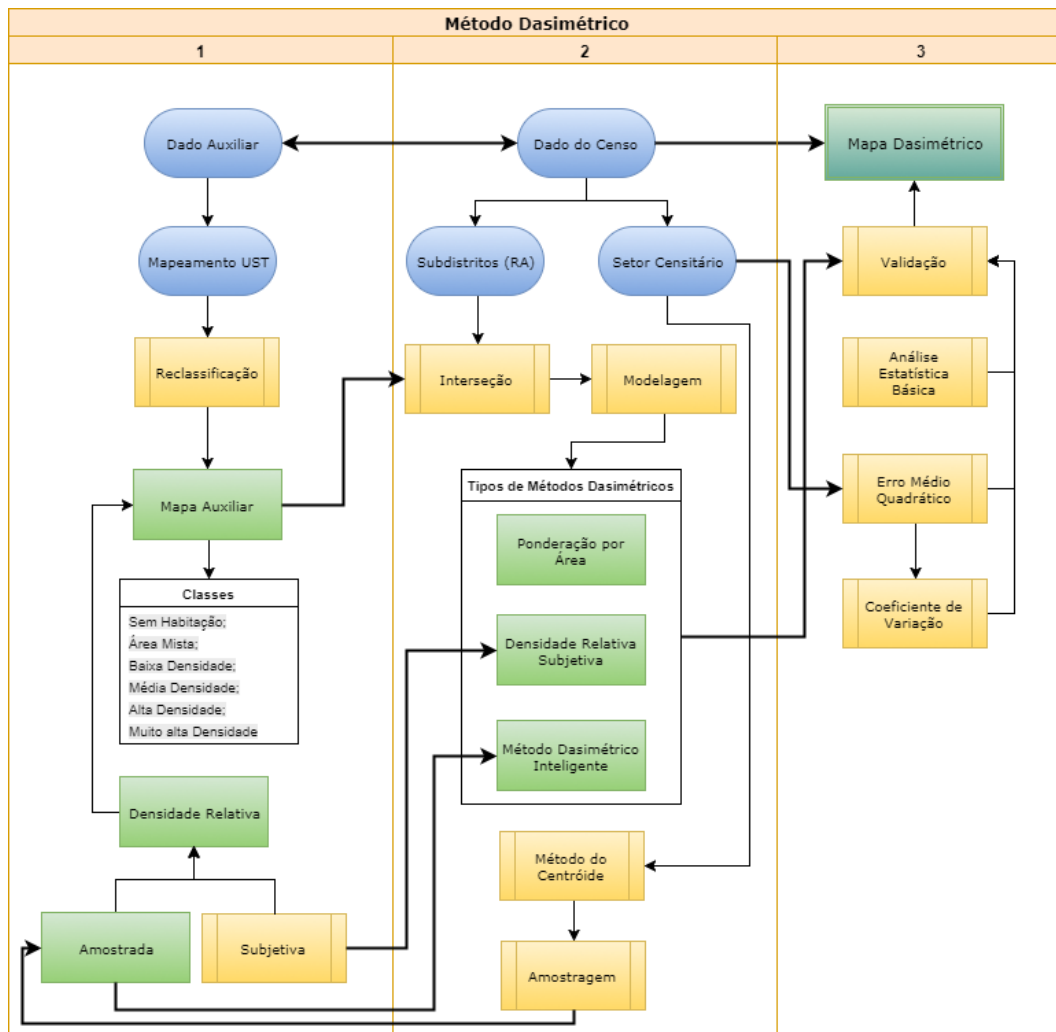 Método Dasimétrico
1
2
3
Dado Auxiliar
Dado do Censo
Mapa Dasimétrico
Mapeamento UST
Subdistritos (RA)
Setor Censitário
Validação
Reclassificação
Interseção
Modelagem
Análise
Estatística
Básica
Mapa Auxiliar
Tipos de Métodos Dasimétricos
Erro Médio
Quadrático
Ponderação por
Área
Classes
Sem Habitação;
Área Mista;
Baixa Densidade;
Média Densidade;
Alta Densidade;
Muito alta Densidade
Densidade Relativa
Subjetiva
Coeficiente de
Variação
Método Dasimétrico
Inteligente
Densidade Relativa
Método do
Centróide
Amostrada
Subjetiva
Amostragem